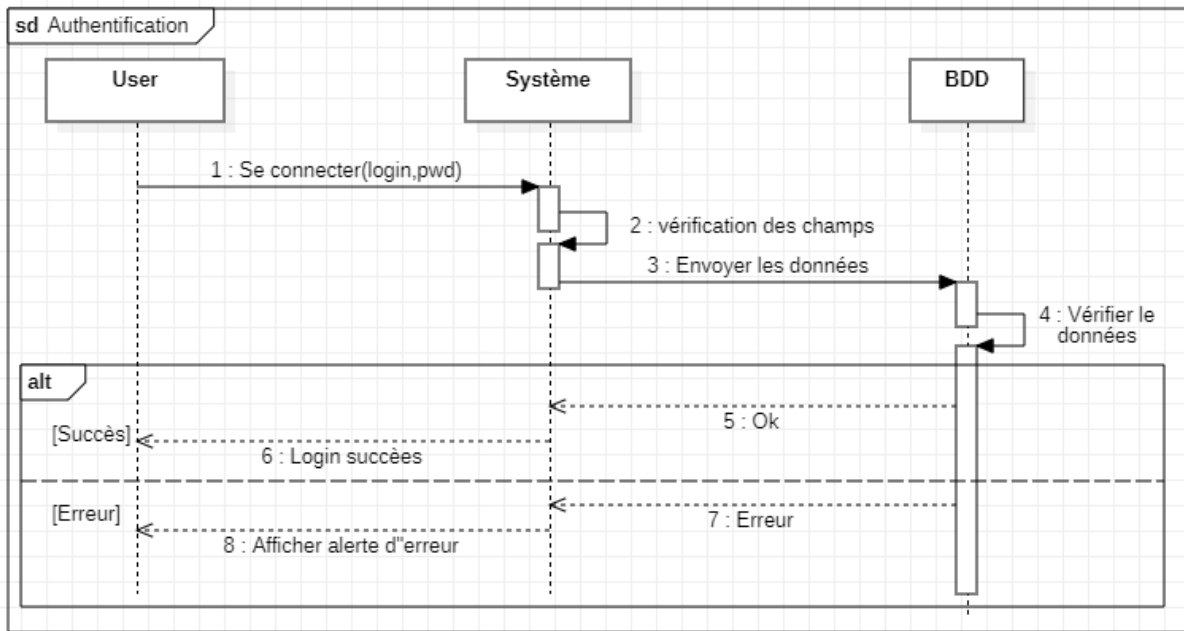 sd Authentification
User
Système
BDD
1 : Se connecter(login,pwd)
2 : vérification des champs
3 : Envoyer les données
4 : Vérifier le
données
alt
[Succès]
5 : Ok
6 : Login succèes
[Erreur]
7 : Erreur
8 : Afficher alerte d"erreur